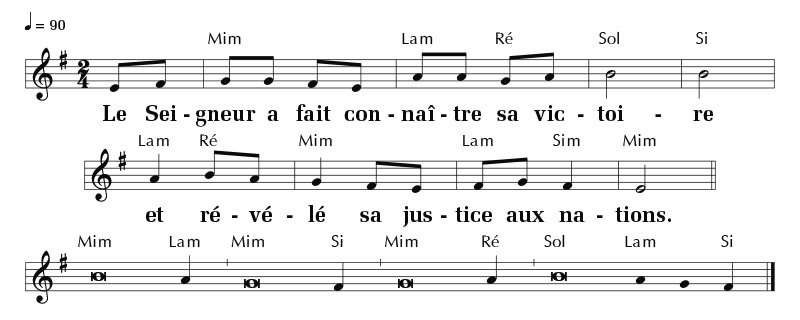 ♩ = 90
Mim Lam Ré Sol Si
Le Sei - gneur a fait con - naî - tre sa vic - toi - re
Lam Ré Mim Lam Sim Mim
et ré - vé - lé sa jus - tice aux na - tions.
Mim Lam Mim Si Mim Ré Sol Lam Si